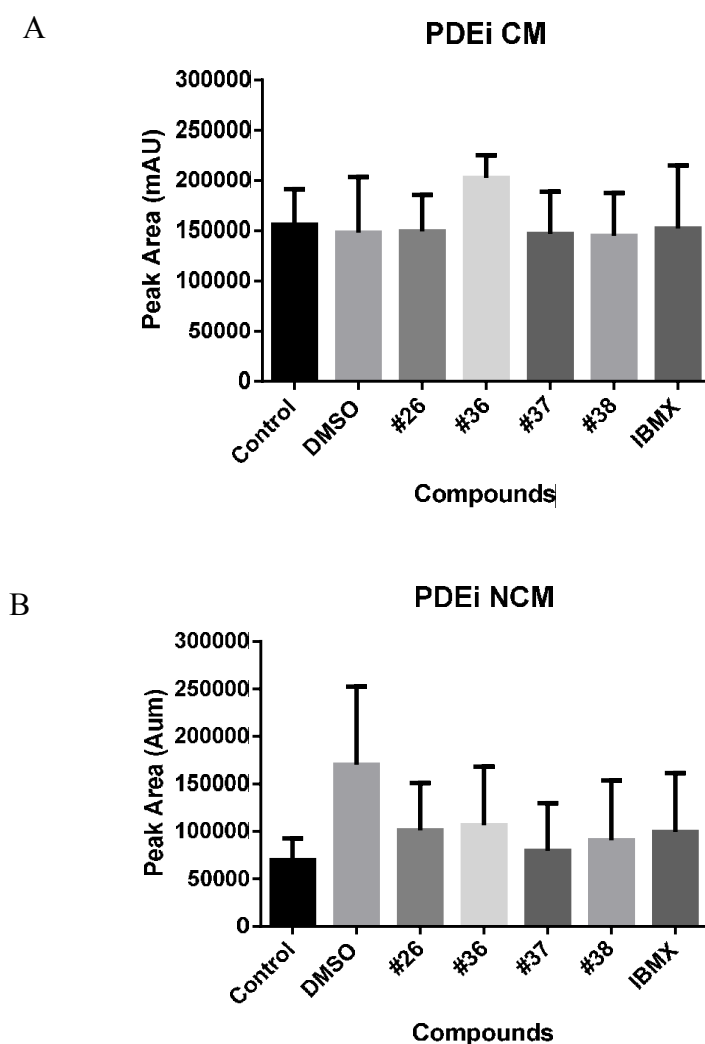 A
PDEi CM
Peak Area (mAU)
300000
250000
200000
150000
100000
50000
0
Control
DMSO
#26
#36
#37
#38
IBMX
Compounds
B
PDEi NCM
Peak Area (Aum)
300000
250000
200000
150000
100000
50000
0
Control
DMSO
#26
#36
#37
#38
IBMX
Compounds